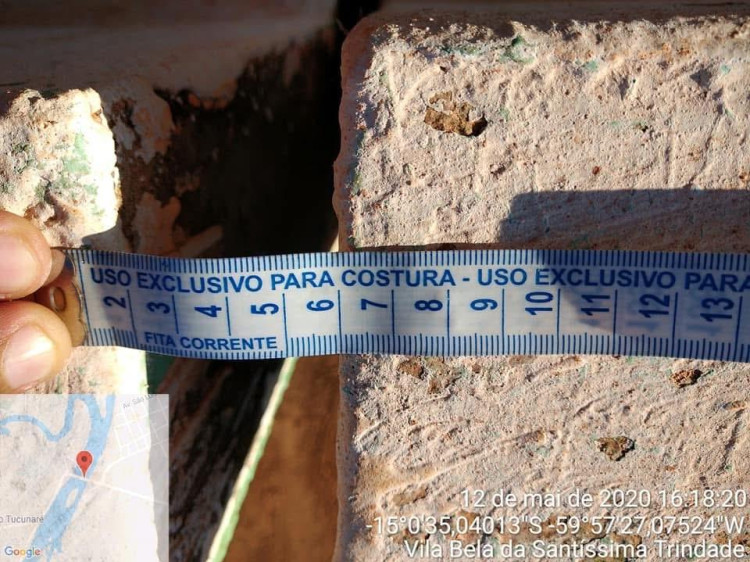 USO EXCLUSIVO PARA COSTURA - USO EXCLUSIVO PARA
2 3 4 5 6 7 8 9 10 11 12 13
FITA CORRENTE
Tucunaré
Google
12 de mai de 2020 16:18:20
-15°0'35,04013"S -59°57'27,07524"W
Vila Bela da Santíssima Trindade